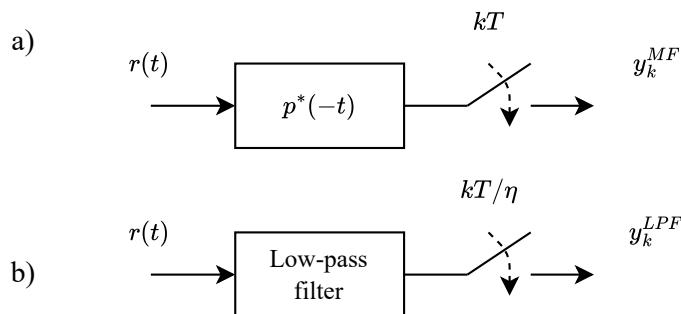 a)
kT
r(t)
p*(−t)
y_k^{MF}
kT/η
r(t)
Low-pass
filter
y_k^{LPF}
b)